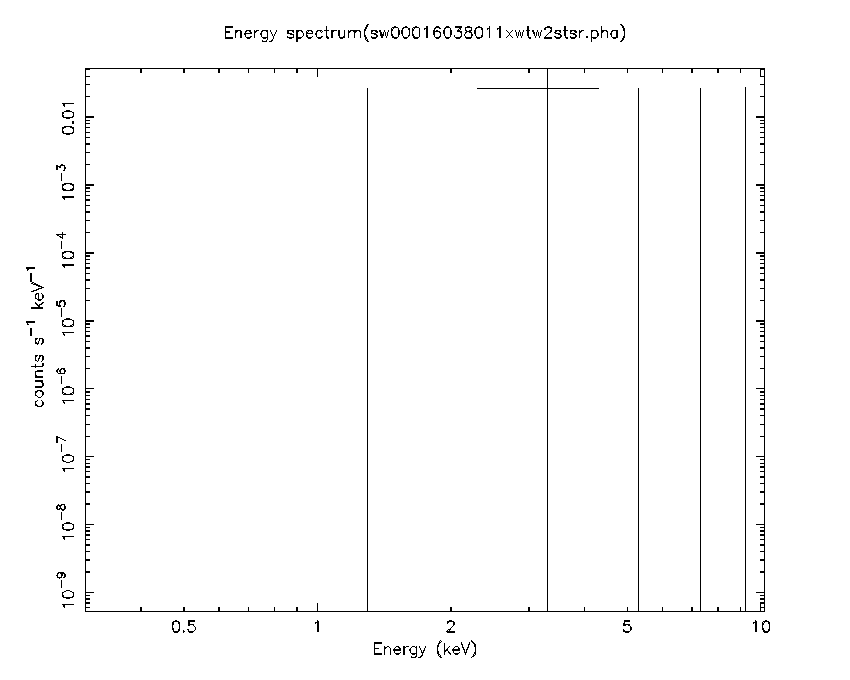 Energy spectrum(sw00016038011xwtw2stsr.pha)
0.01
10⁻³
10⁻⁴
10⁻⁵
10⁻⁶
10⁻⁷
10⁻⁸
10⁻⁹
counts s⁻¹ keV⁻¹
0.5 1 2 5 10
Energy (keV)